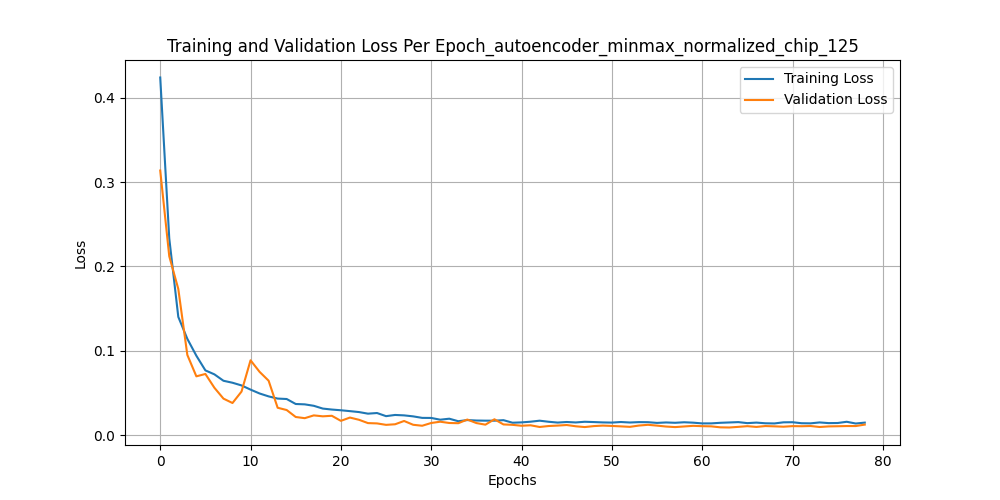 Training and Validation Loss Per Epoch_autoencoder_minmax_normalized_chip_125
Training Loss
Validation Loss
0.4
0.3
0.2
0.1
0.0
Loss
0 10 20 30 40 50 60 70 80
Epochs